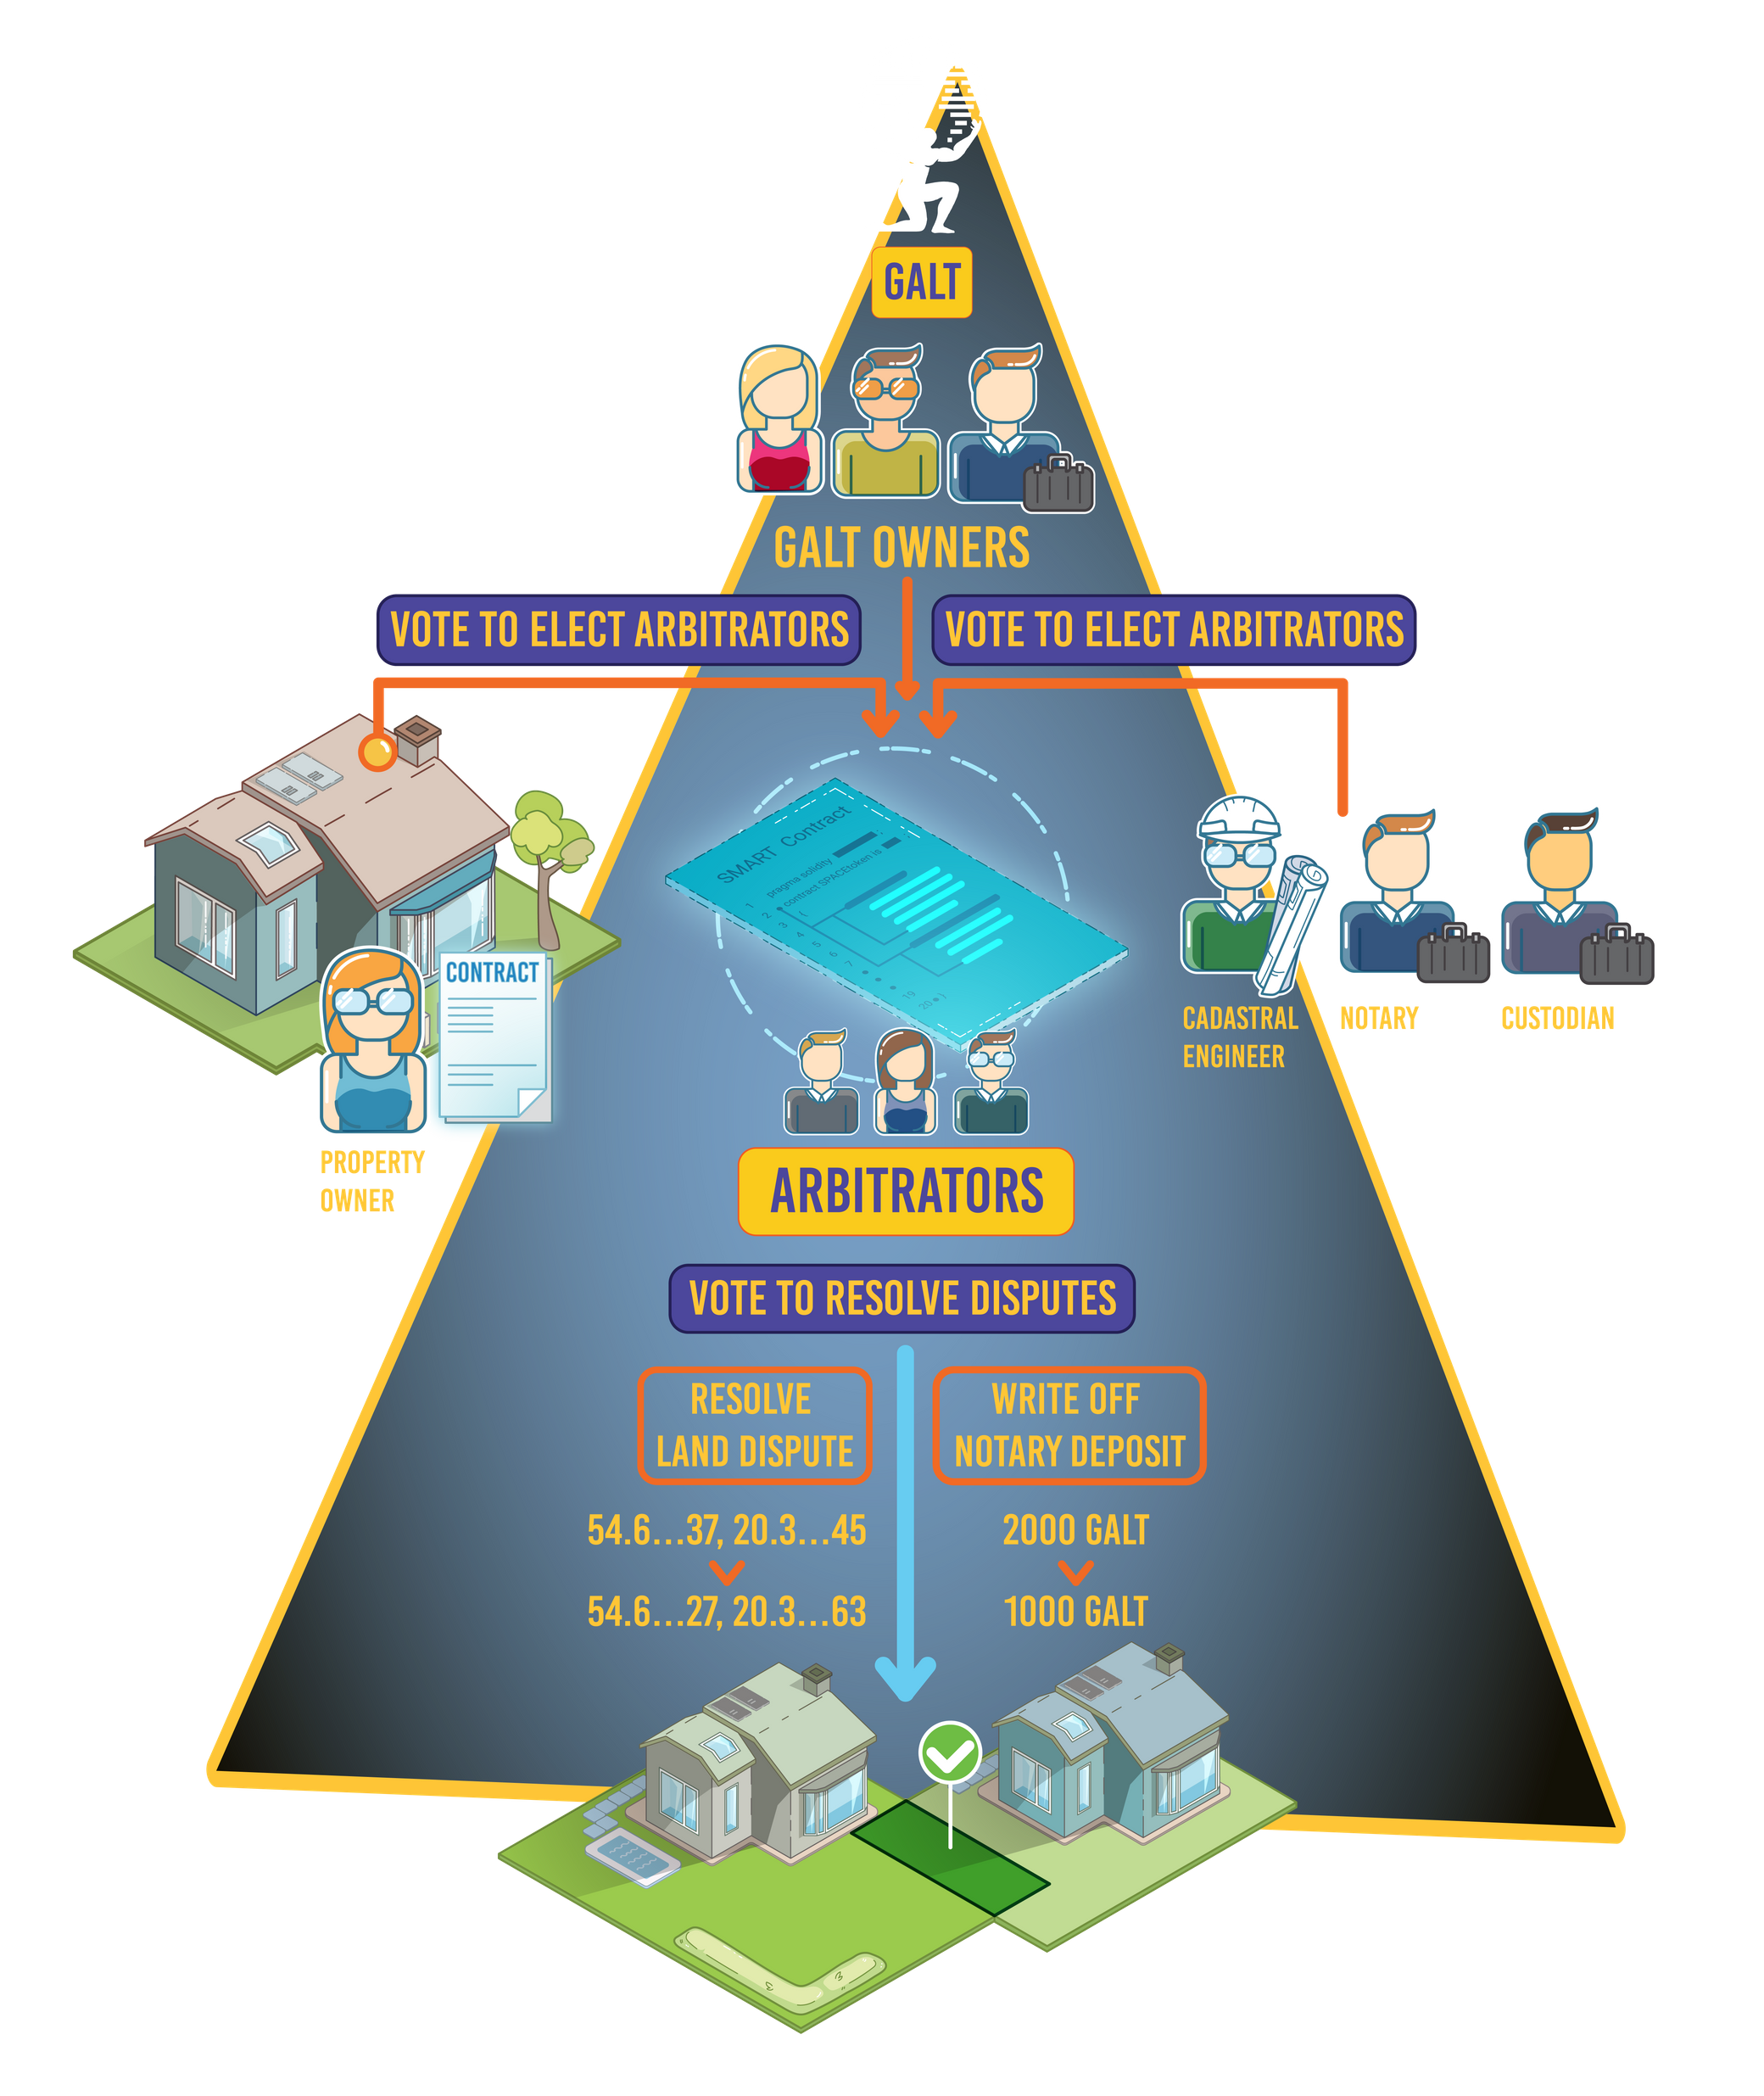 GALT
GALT OWNERS
VOTE TO ELECT ARBITRATORS
VOTE TO ELECT ARBITRATORS
SMART Contract
1 pragma solidity
2 contract SPACEtoken is
3 {
4
5
6
7
19
20 }
CONTRACT
PROPERTY
OWNER
CADASTRAL
ENGINEER
NOTARY
CUSTODIAN
ARBITRATORS
VOTE TO RESOLVE DISPUTES
RESOLVE
LAND DISPUTE
WRITE OFF
NOTARY DEPOSIT
54.6...37, 20.3...45
54.6...27, 20.3...63
2000 GALT
1000 GALT